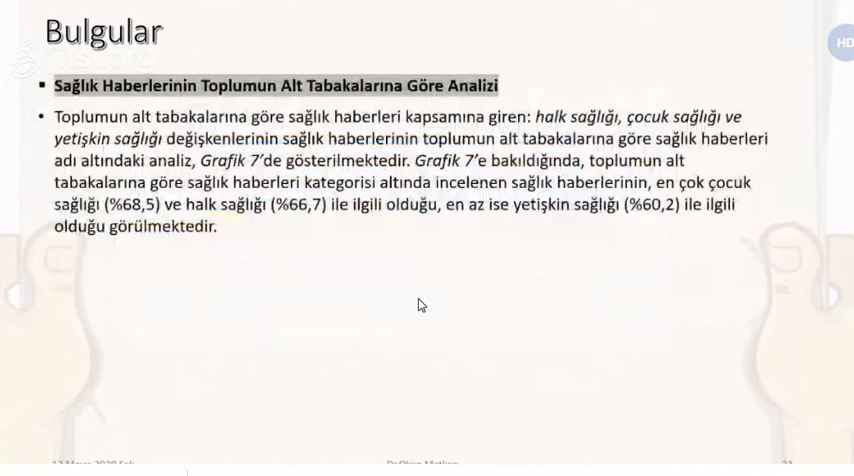 Bulgular
HD
▪ Sağlık Haberlerinin Toplumun Alt Tabakalarına Göre Analizi
• Toplumun alt tabakalarına göre sağlık haberleri kapsamına giren: halk sağlığı, çocuk sağlığı ve
yetişkin sağlığı değişkenlerinin sağlık haberlerinin toplumun alt tabakalarına göre sağlık haberleri
adı altındaki analiz, Grafik 7’de gösterilmektedir. Grafik 7’e bakıldığında, toplumun alt
tabakalarına göre sağlık haberleri kategorisi altında incelenen sağlık haberlerinin, en çok çocuk
sağlığı (%68,5) ve halk sağlığı (%66,7) ile ilgili olduğu, en az ise yetişkin sağlığı (%60,2) ile ilgili
olduğu görülmektedir.